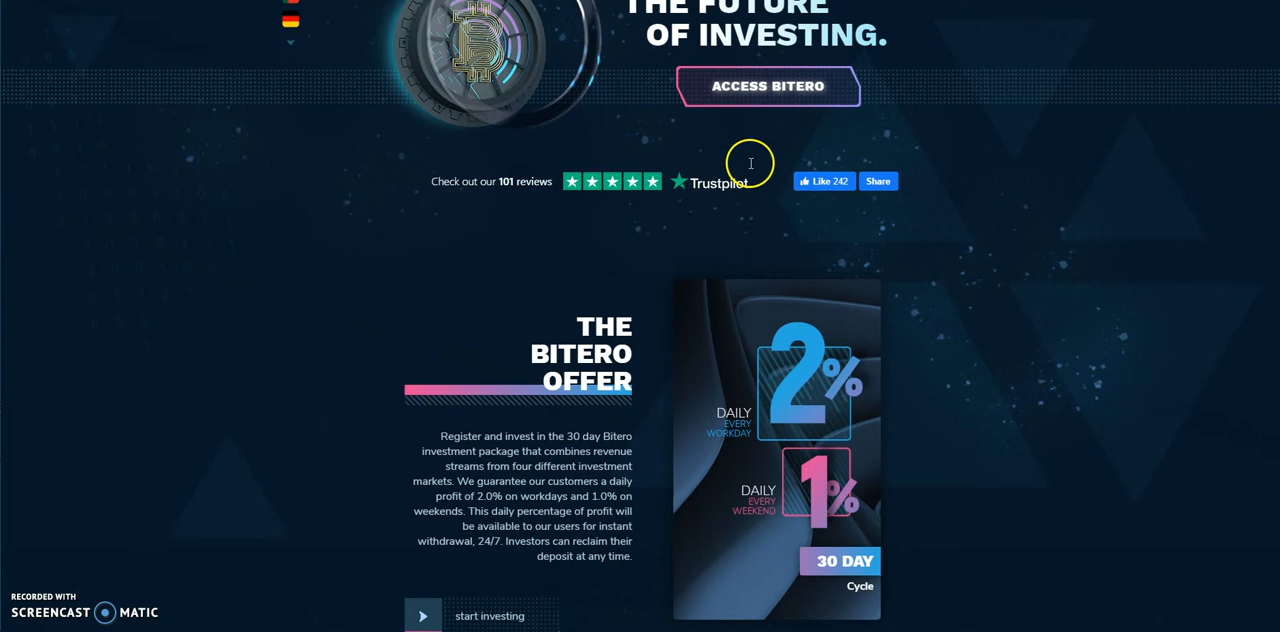 THE FUTURE
OF INVESTING.
ACCESS BITERO
Check out our 101 reviews
Trustpilot
Like 242
Share
THE
BITERO
OFFER
Register and invest in the 30 day Bitero
investment package that combines revenue
streams from four different investment
markets. We guarantee our customers a daily
profit of 2.0% on workdays and 1.0% on
weekends. This daily percentage of profit will
be available to our users for instant
withdrawal, 24/7. Investors can reclaim their
deposit at any time.
start investing
2%
DAILY
EVERY
WORKDAY
1%
DAILY
EVERY
WEEKEND
30 DAY
Cycle
RECORDED WITH
SCREENCAST MATIC